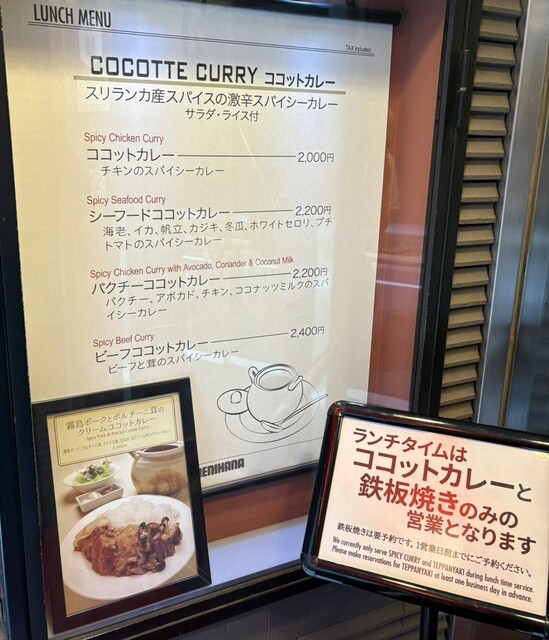 LUNCH MENU
TAX included
COCOTTE CURRY ココットカレー
スリランカ産スパイスの激辛スパイシーカレー
サラダ・ライス付
Spicy Chicken Curry
ココットカレー 2,000円
チキンのスパイシーカレー
Spicy Seafood Curry
シーフードココットカレー 2,200円
海老、イカ、帆立、カジキ、冬瓜、ホワイトセロリ、プチ
トマトのスパイシーカレー
Spicy Chicken Curry with Avocado, Coriander & Coconut Milk
パクチーココットカレー 2,200円
パクチー、アボカド、チキン、ココナッツミルクのスパ
イシーカレー
Spicy Beef Curry
ビーフココットカレー 2,400円
ビーフと茸のスパイシーカレー
ENIHANA
霧島ポークとポルチーニ茸の
クリームココットカレー
Spicy Pork & Porcini Cream Curry
ランチタイムは
ココットカレーと
鉄板焼きのみの
営業となります
鉄板焼きは要予約です。1営業日前までにご予約ください。
We currently only serve SPICY CURRY and TEPPANYAKI during lunch time service.
Please make reservations for TEPPANYAKI at least one business day in advance.